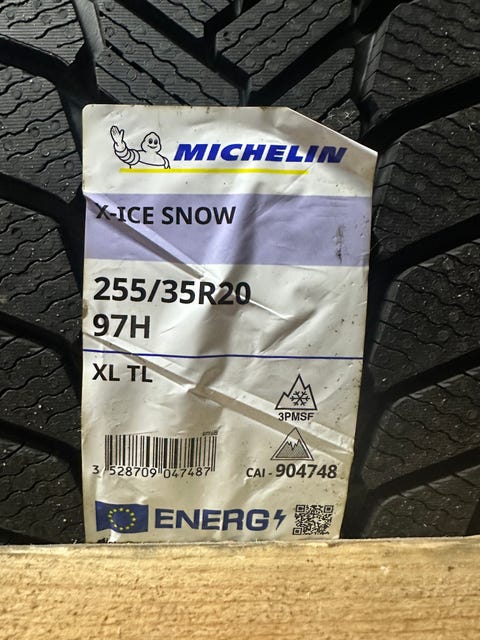 MICHELIN
X-ICE SNOW
255/35R20
97H
XL TL
3PMSF
3 528709 047487
CAI - 904748
ENERG